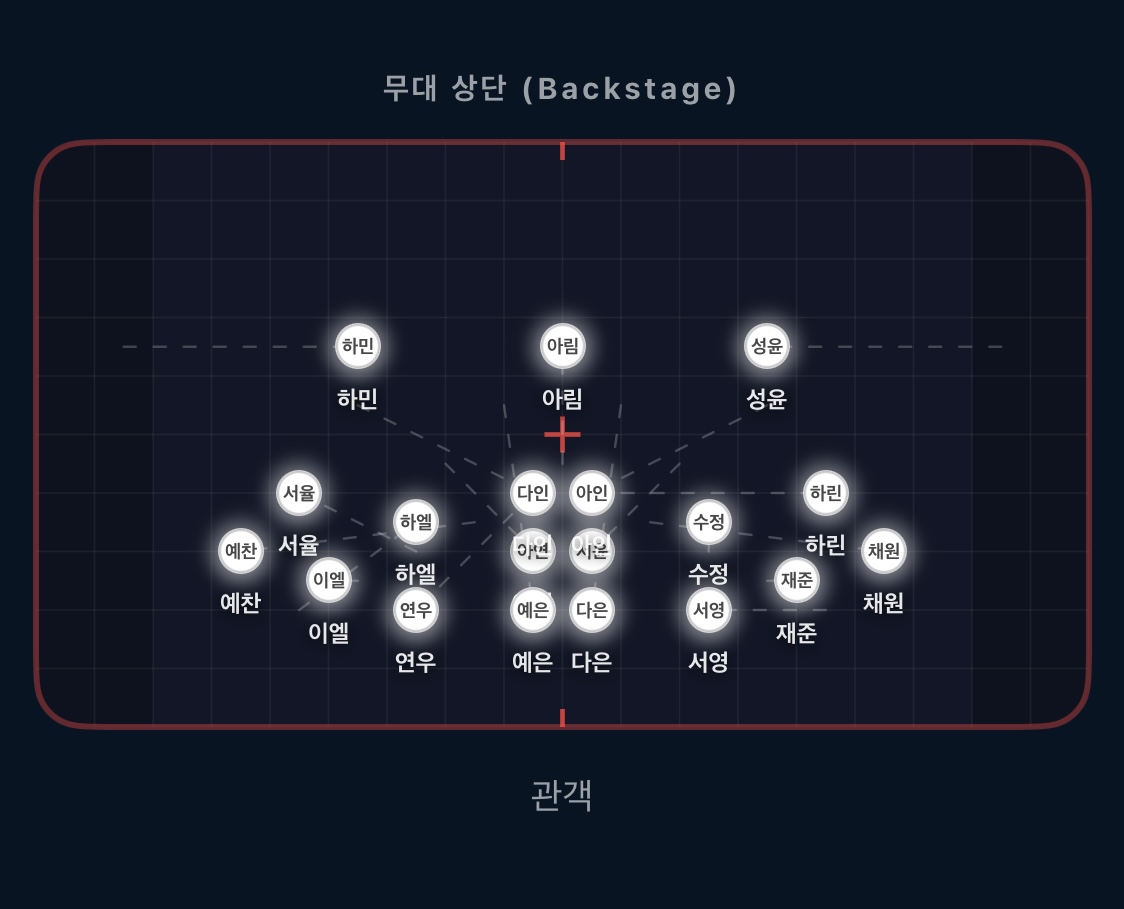 무대 상단 (Backstage)
하민 아림 성윤
하민 아림 성윤
서율 다인 아인 하린
하엘 수정
예찬 서율 하린 채원
하엘 이엘 수정 재준
예찬 채원
연우 예은 다은 서영
이엘 재준
연우 예은 다은 서영
관객